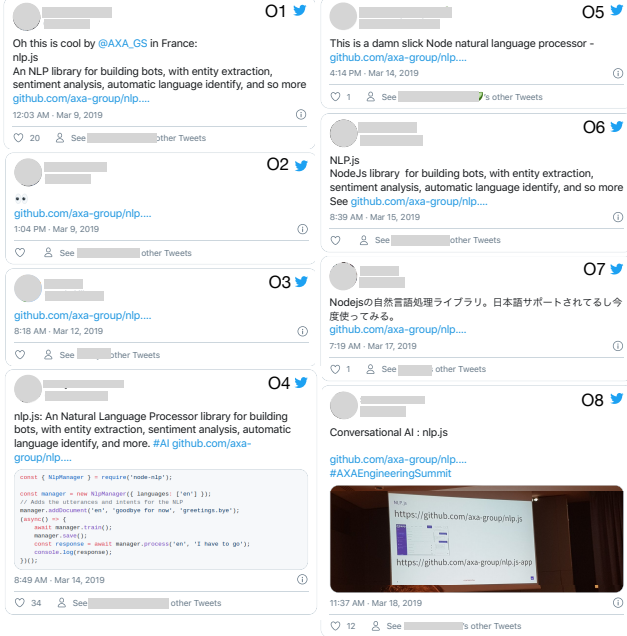 O1
Oh this is cool by @AXA_GS in France:
nlp.js
An NLP library for building bots, with entity extraction,
sentiment analysis, automatic language identify, and so more
github.com/axa-group/nlp....
12:03 AM · Mar 9, 2019
20 See other Tweets
O2
👀
github.com/axa-group/nlp....
1:04 PM · Mar 9, 2019
See other Tweets
O3
github.com/axa-group/nlp....
8:18 AM · Mar 12, 2019
See other Tweets
O4
nlp.js: An Natural Language Processor library for building
bots, with entity extraction, sentiment analysis, automatic
language identify, and more. #AI github.com/axa-
group/nlp....
const { NlpManager } = require('node-nlp');
const manager = new NlpManager({ languages: ['en'] });
// Adds the utterances and intents for the NLP
manager.addDocument('en', 'goodbye for now', 'greetings.bye');
(async() => {
await manager.train();
manager.save();
const response = await manager.process('en', 'I have to go');
console.log(response);
})();
8:49 AM · Mar 14, 2019
34 See other Tweets
O5
This is a damn slick Node natural language processor -
github.com/axa-group/nlp....
4:14 PM · Mar 14, 2019
1 See 's other Tweets
O6
NLP.js
NodeJs library for building bots, with entity extraction,
sentiment analysis, automatic language identify, and so more
See github.com/axa-group/nlp....
8:39 AM · Mar 15, 2019
See other Tweets
O7
Nodejsの自然言語処理ライブラリ。日本語サポートされてるし今
度使ってみる。
github.com/axa-group/nlp....
7:19 AM · Mar 17, 2019
1 See 's other Tweets
O8
Conversational AI : nlp.js
github.com/axa-group/nlp....
#AXAEngineeringSummit
NLP.js
https://github.com/axa-group/nlp.js
https://github.com/axa-group/nlp.js-app
11:37 AM · Mar 18, 2019
12 See 's other Tweets